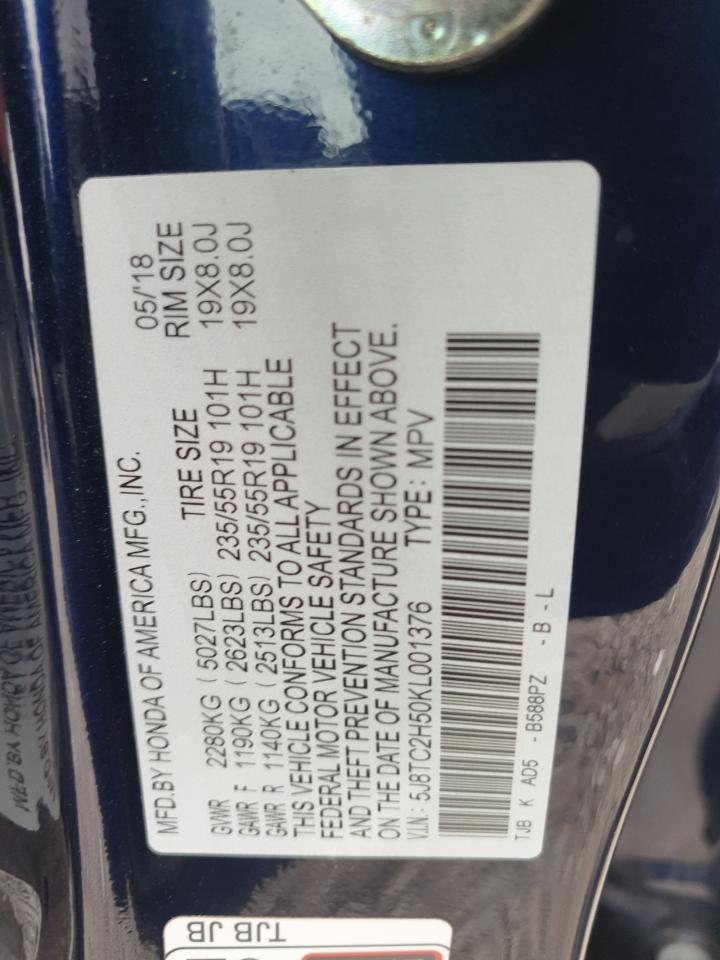 MFD.BY HONDA OF AMERICA MFG.,INC. 05/'18
TIRE SIZE RIM SIZE
GVWR 2280KG (5027LBS)
GAWR F 1190KG (2623LBS) 235/55R19 101H 19X8.0J
GAWR R 1140KG (2513LBS) 235/55R19 101H 19X8.0J
THIS VEHICLE CONFORMS TO ALL APPLICABLE
FEDERAL MOTOR VEHICLE SAFETY
AND THEFT PREVENTION STANDARDS IN EFFECT
ON THE DATE OF MANUFACTURE SHOWN ABOVE.
V.I.N.: 5J8TC2H50KL001376 TYPE: MPV
TJB K AD5 -B588PZ -B-L
TJB JB